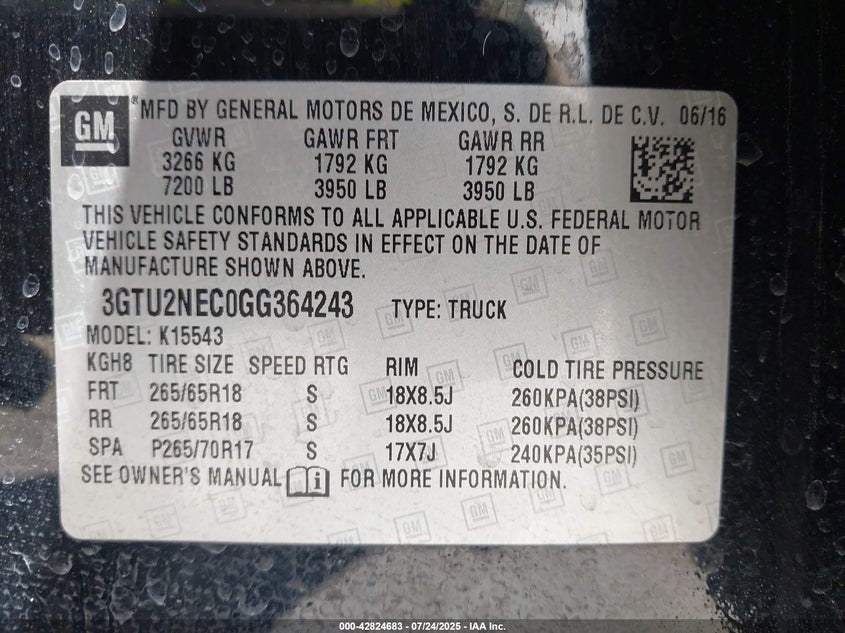 GM
MFD BY GENERAL MOTORS DE MEXICO, S. DE R.L. DE C.V. 06/16
GVWR GAWR FRT GAWR RR
3266 KG 1792 KG 1792 KG
7200 LB 3950 LB 3950 LB
THIS VEHICLE CONFORMS TO ALL APPLICABLE U.S. FEDERAL MOTOR
VEHICLE SAFETY STANDARDS IN EFFECT ON THE DATE OF
MANUFACTURE SHOWN ABOVE.
3GTU2NEC0GG364243 TYPE: TRUCK
MODEL: K15543
KGH8 TIRE SIZE SPEED RTG RIM COLD TIRE PRESSURE
FRT 265/65R18 S 18X8.5J 260KPA(38PSI)
RR 265/65R18 S 18X8.5J 260KPA(38PSI)
SPA P265/70R17 S 17X7J 240KPA(35PSI)
SEE OWNER'S MANUAL i FOR MORE INFORMATION.
000-42824683 / 07/24/2025 - IAA Inc.